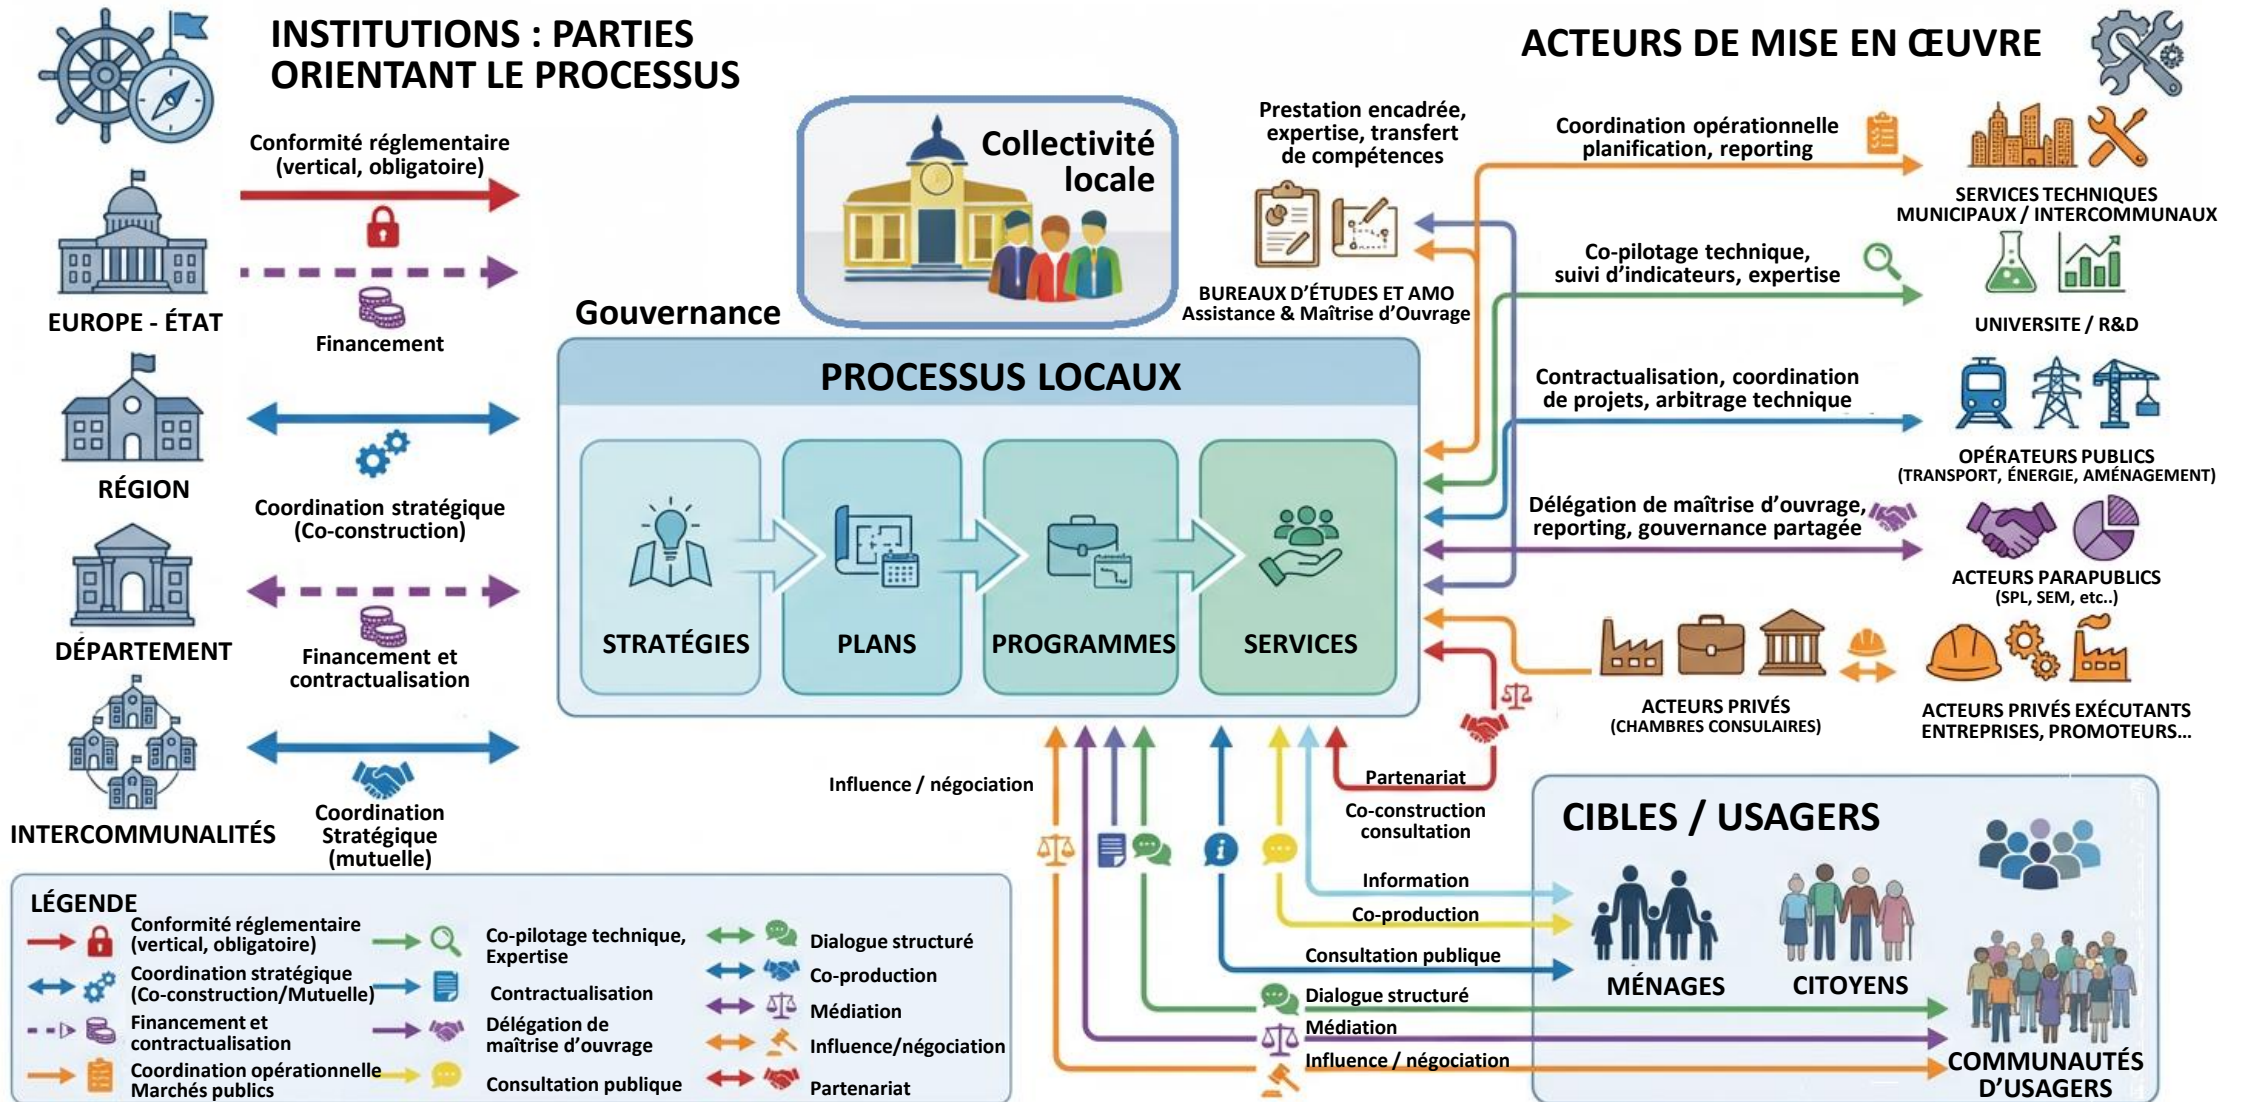 INSTITUTIONS : PARTIES
ORIENTANT LE PROCESSUS
Conformité réglementaire
(vertical, obligatoire)
EUROPE - ÉTAT
Financement
RÉGION
Coordination stratégique
(Co-construction)
DÉPARTEMENT
Financement et
contractualisation
INTERCOMMUNALITÉS
Coordination
Stratégique
(mutuelle)
Collectivité
locale
Gouvernance
PROCESSUS LOCAUX
STRATÉGIES
PLANS
PROGRAMMES
SERVICES
ACTEURS DE MISE EN ŒUVRE
Prestation encadrée,
expertise, transfert
de compétences
BUREAUX D'ÉTUDES ET AMO
Assistance & Maîtrise d'Ouvrage
Coordination opérationnelle
planification, reporting
SERVICES TECHNIQUES
MUNICIPAUX / INTERCOMMUNAUX
Co-pilotage technique,
suivi d'indicateurs, expertise
UNIVERSITE / R&D
Contractualisation, coordination
de projets, arbitrage technique
OPÉRATEURS PUBLICS
(TRANSPORT, ÉNERGIE, AMÉNAGEMENT)
Délégation de maîtrise d'ouvrage,
reporting, gouvernance partagée
ACTEURS PARAPUBLICS
(SPL, SEM, etc..)
ACTEURS PRIVÉS
(CHAMBRES CONSULAIRES)
ACTEURS PRIVÉS EXÉCUTANTS
ENTREPRISES, PROMOTEURS...
Influence / négociation
Partenariat
Co-construction
consultation
Information
Co-production
Consultation publique
Dialogue structuré
Médiation
Influence / négociation
CIBLES / USAGERS
MÉNAGES
CITOYENS
COMMUNAUTÉS
D'USAGERS
LÉGENDE
Conformité réglementaire
(vertical, obligatoire)
Coordination stratégique
(Co-construction/Mutuelle)
Financement et
contractualisation
Coordination opérationnelle
Marchés publics
Co-pilotage technique,
Expertise
Contractualisation
Délégation de
maîtrise d'ouvrage
Consultation publique
Dialogue structuré
Co-production
Médiation
Influence/négociation
Partenariat